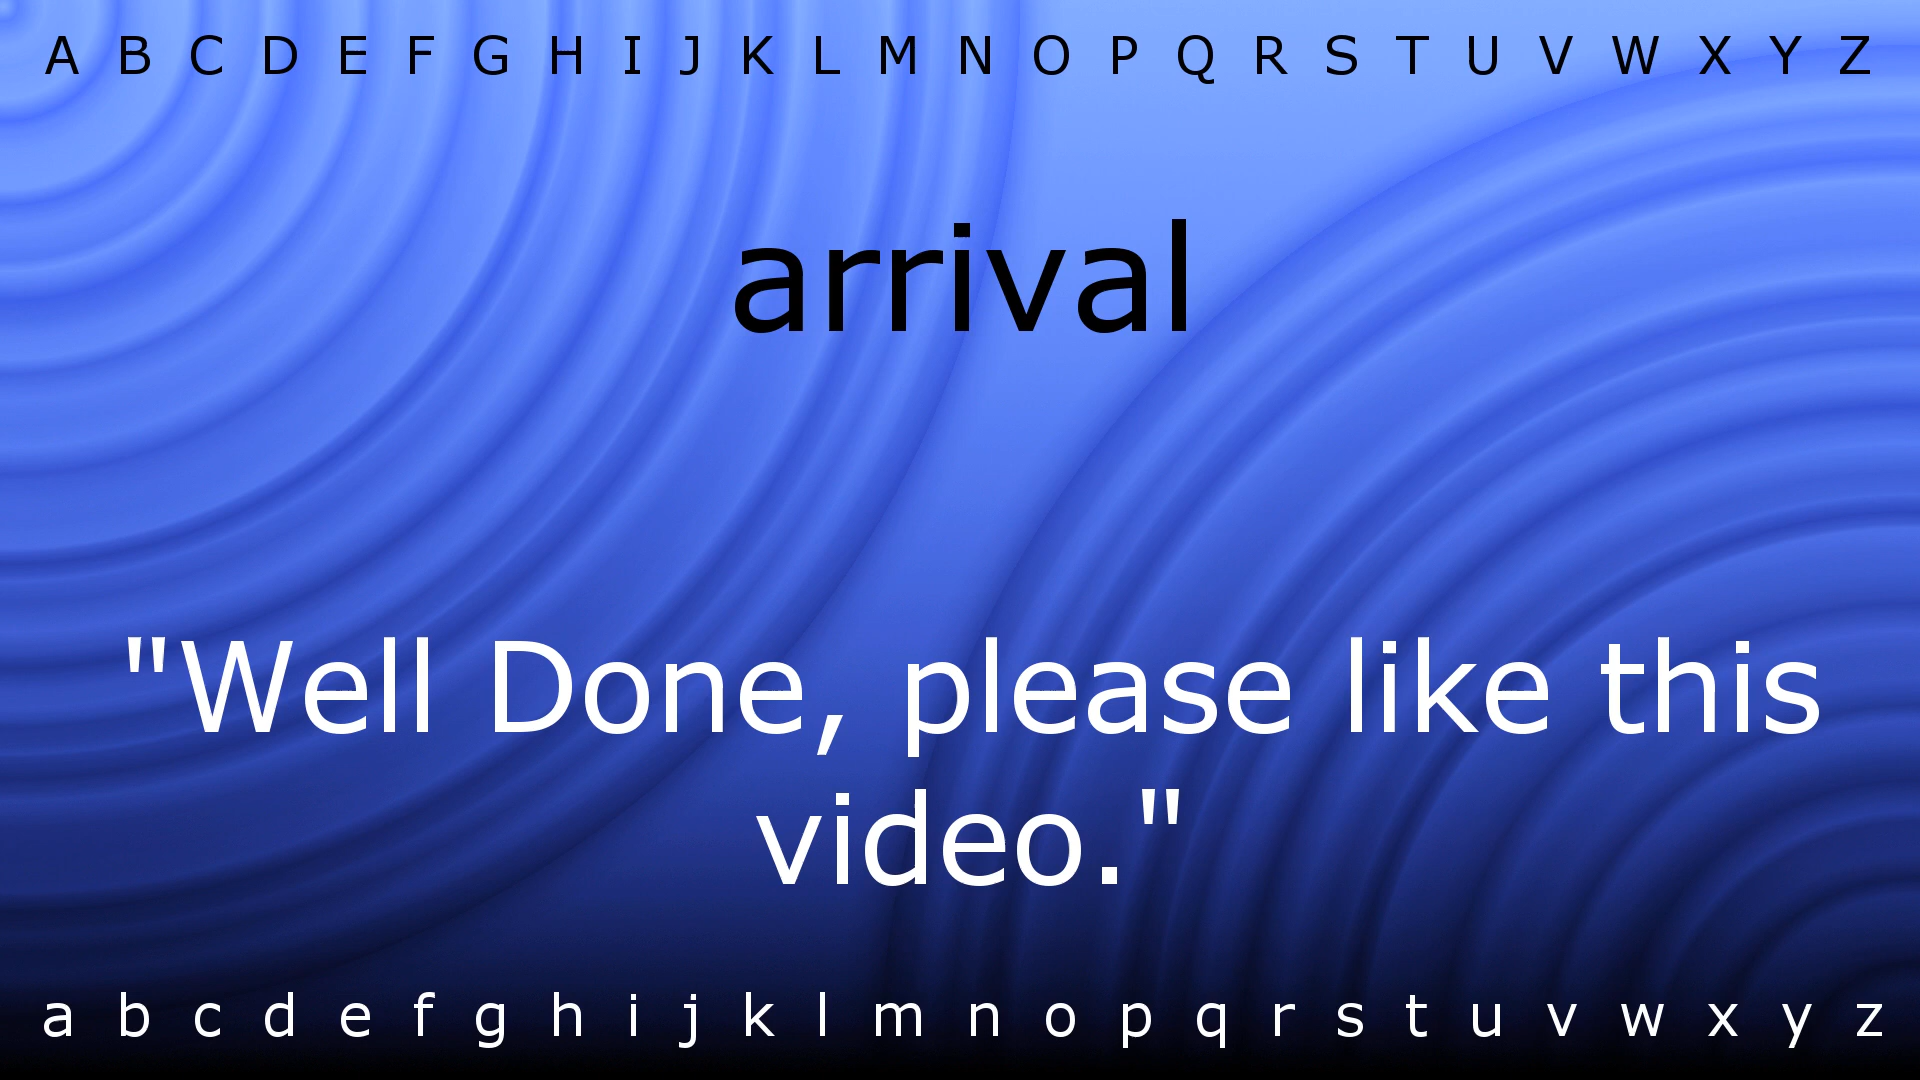 A B C D E F G H I J K L M N O P Q R S T U V W X Y Z
arrival
"Well Done, please like this
video."
a b c d e f g h i j k l m n o p q r s t u v w x y z